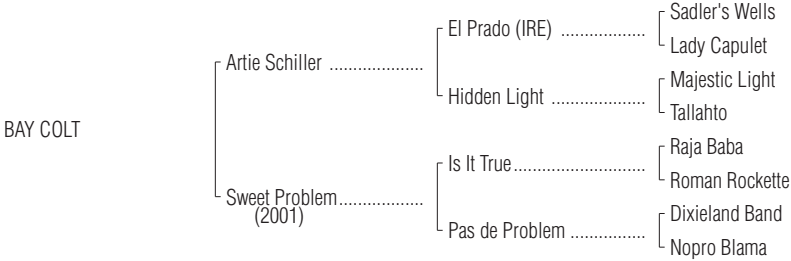 Sadler's Wells
El Prado (IRE) ..................
Lady Capulet
Artie Schiller ....................
Majestic Light
Hidden Light ....................
Tallahto
BAY COLT
Raja Baba
Is It True............................
Roman Rockette
Sweet Problem..................
(2001)
Dixieland Band
Pas de Problem ................
Nopro Blama